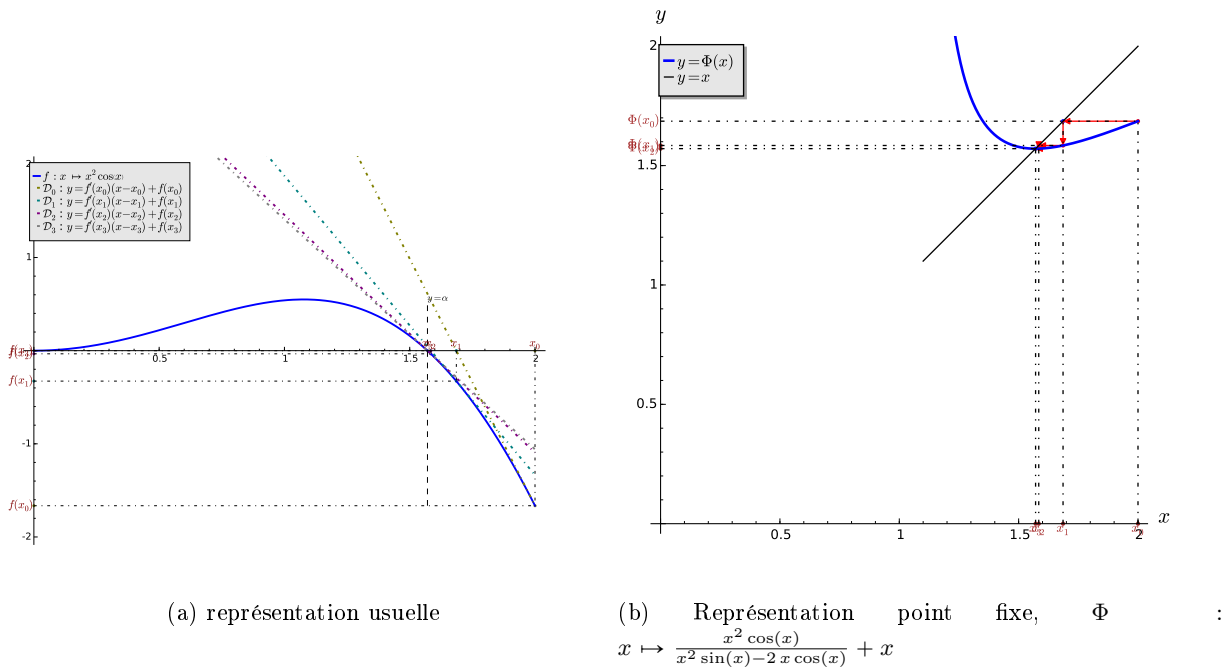 f : x ↦ x² cos x
𝒟₀ : y = f′(x₀)(x−x₀)+f(x₀)
𝒟₁ : y = f′(x₁)(x−x₁)+f(x₁)
𝒟₂ : y = f′(x₂)(x−x₂)+f(x₂)
𝒟₃ : y = f′(x₃)(x−x₃)+f(x₃)
2
1
-1
-2
y = α
x₁
x₀
0.5
1
1.5
2
f(x₁)
f(x₀)
(a) représentation usuelle
y
y = Φ(x)
y = x
2
1.5
1
0.5
Φ(x₀)
0.5
1
1.5
2
x₁
x
(b) Représentation point fixe, Φ :
x ↦ x² cos(x) / (x² sin(x)−2 x cos(x)) + x